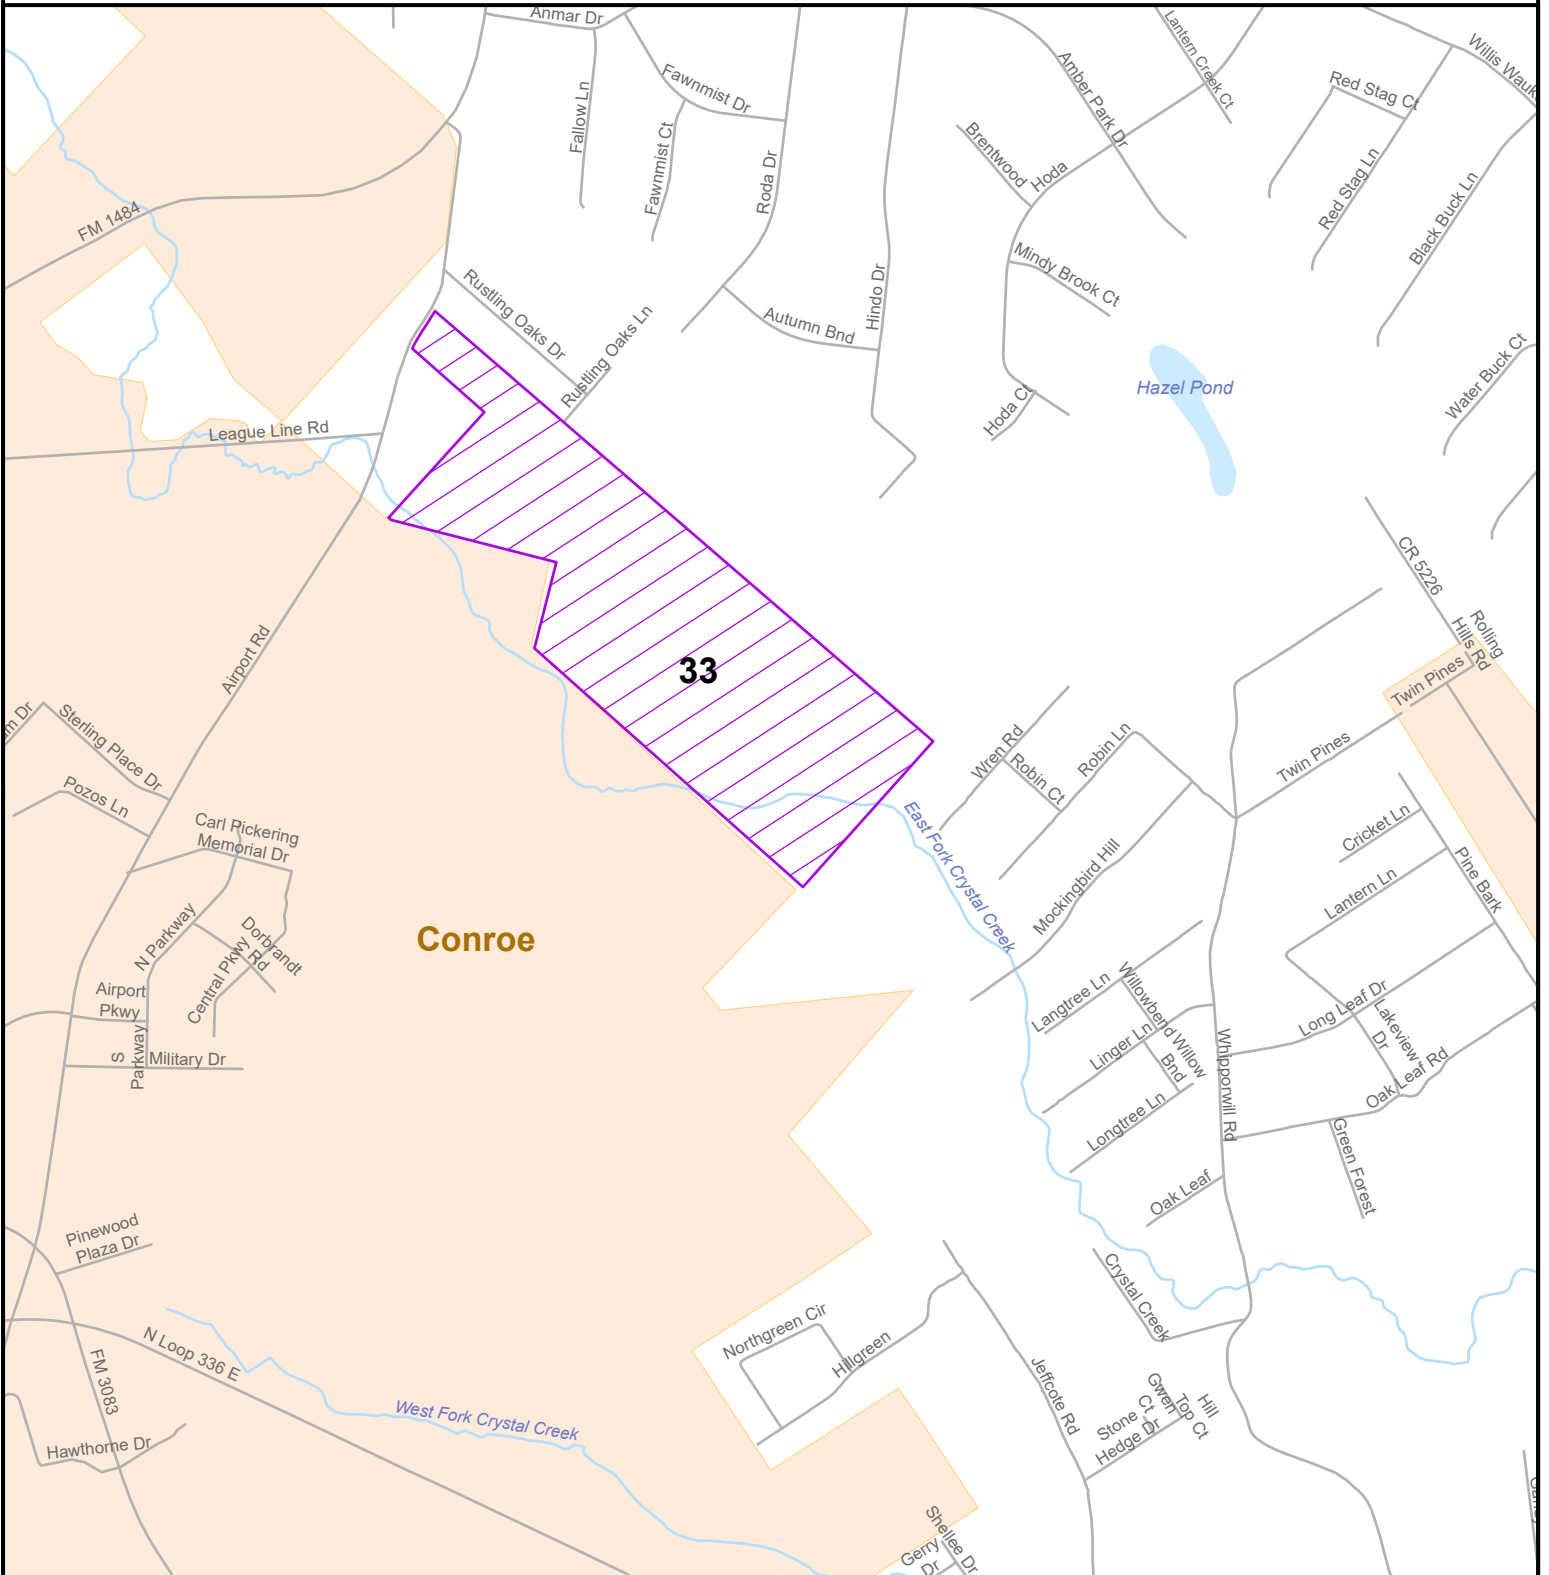 Anmar Dr
Lantern Creek Ct
Willis Wauk
Fawnmist Dr
Amber Park Dr
Red Stag Ct
Fallow Ln
Fawnmist Ct
Roda Dr
Brentwood
Hoda
Red Stag Ln
Black Buck Ln
FM 1484
Mindy Brook Ct
Rustling Oaks Dr
Rustling Oaks Ln
Autumn Bnd
Hindo Dr
Hazel Pond
Water Buck Ct
Hoda Ct
League Line Rd
CR 5226
Rolling
Hills Rd
Airport Rd
33
Twin Pines
Twin Pines
m Dr
Sterling Place Dr
Pozos Ln
Wren Rd
Robin Ct
Robin Ln
Carl Pickering
Memorial Dr
East Fork Crystal Creek
Mockingbird Hill
Cricket Ln
Lantern Ln
Pine Bark
N Parkway
Central Pkwy
Dorbrandt
Rd
Conroe
Airport
Pkwy
S
Parkway
Military Dr
Langtree Ln
Willowbend
Linger Ln
Willow
Bnd
Longtree Ln
Whipporwill Rd
Long Leaf Dr
Lakeview
Dr
Oak Leaf Rd
Green Forest
Oak Leaf
Pinewood
Plaza Dr
Crystal Creek
N Loop 336 E
FM 3083
Northgreen Cir
Hillgreen
Jeffcote Rd
Gwen
Ct
Hill
Top Ct
Stone
Hedge Dr
West Fork Crystal Creek
Hawthorne Dr
Shellee Dr
Gerry
Dr